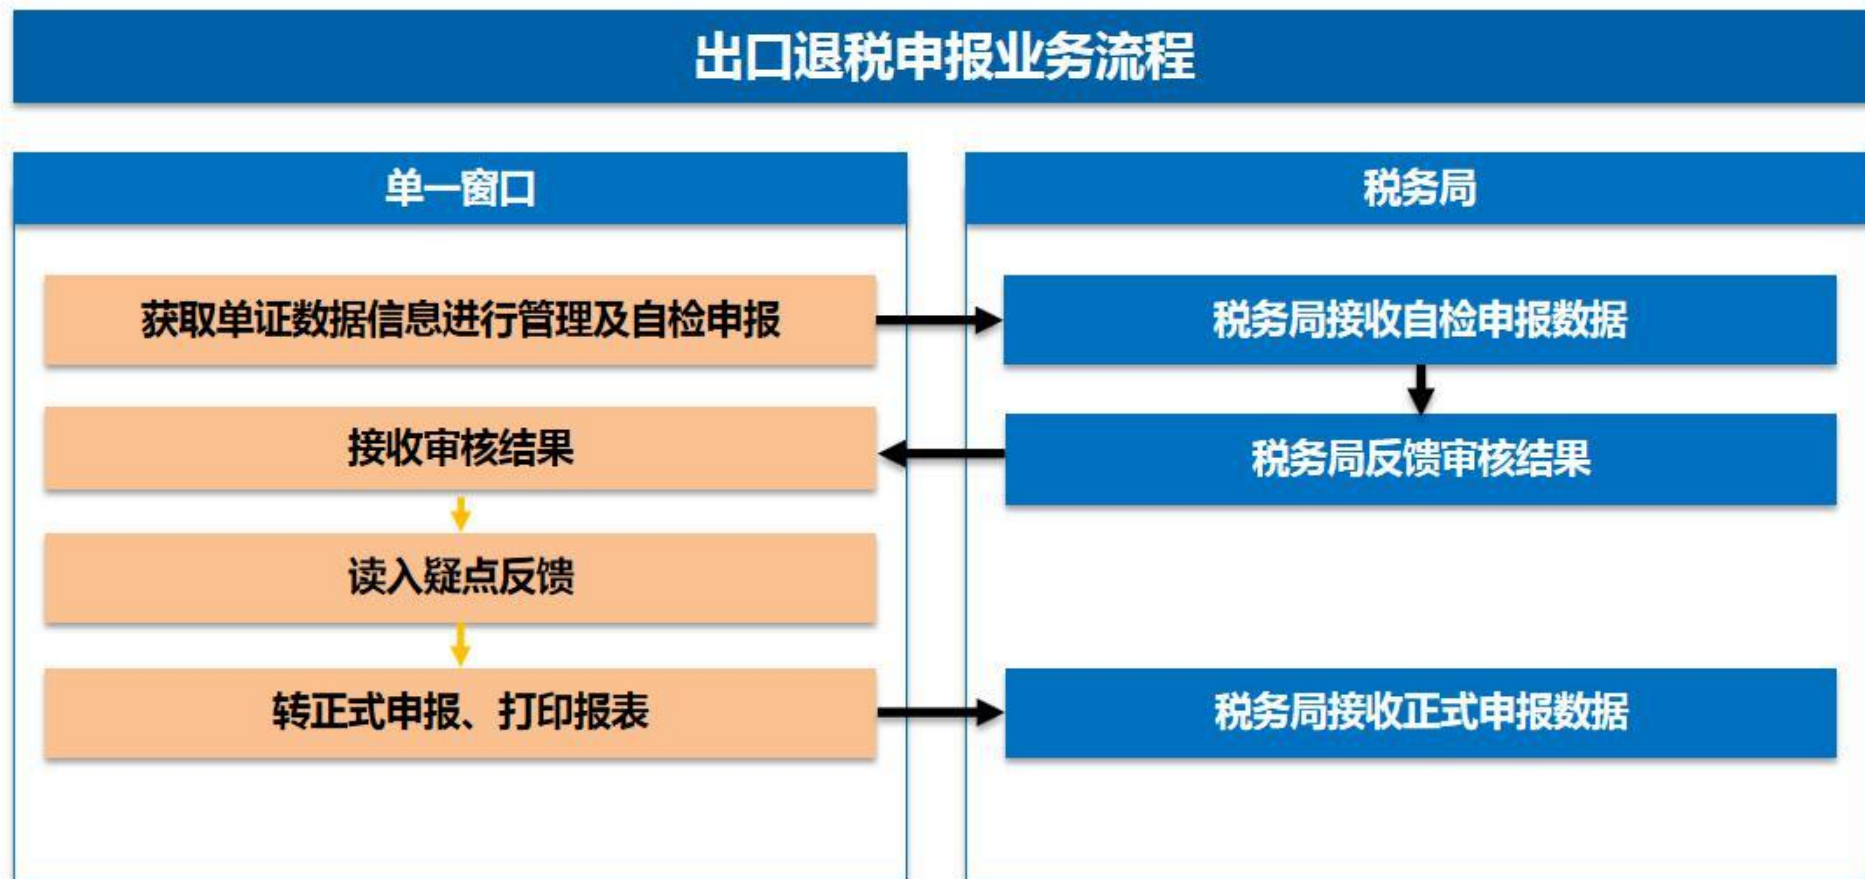 出口退税申报业务流程
单一窗口
税务局
获取单证数据信息进行管理及自检申报
税务局接收自检申报数据
接收审核结果
税务局反馈审核结果
读入疑点反馈
转正式申报、打印报表
税务局接收正式申报数据